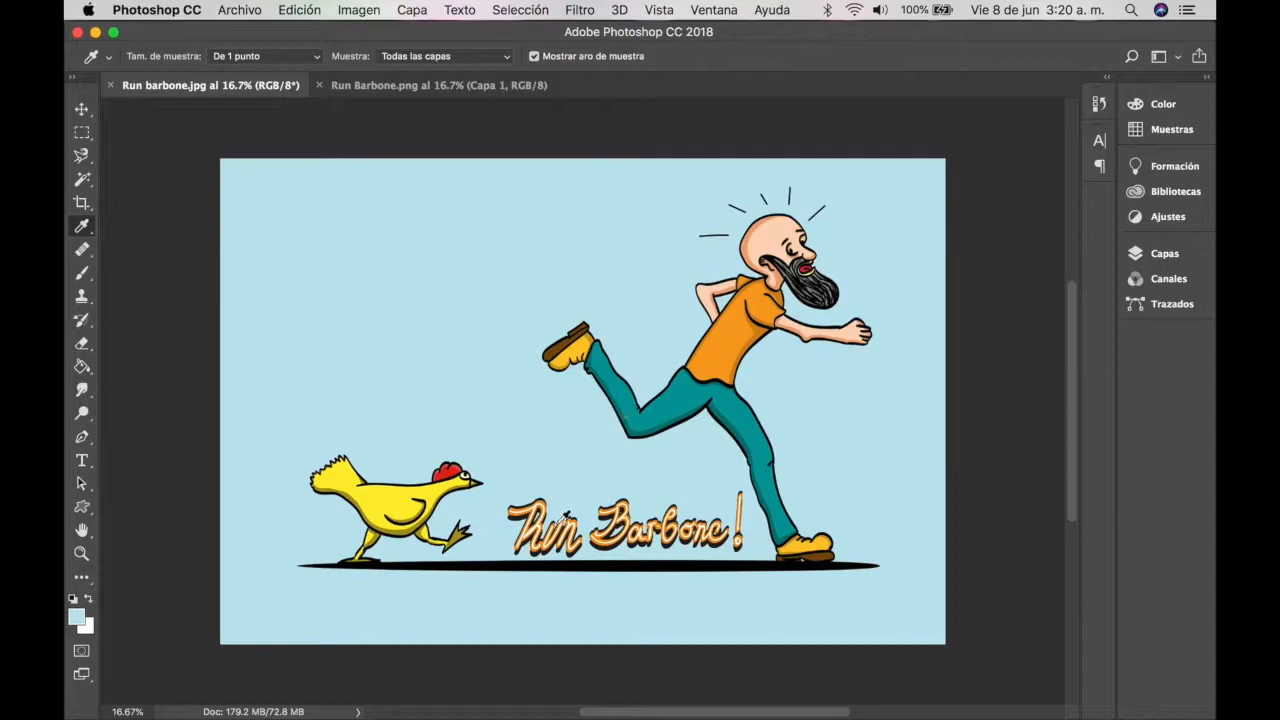 Photoshop CC Archivo Edición Imagen Capa Texto Selección Filtro 3D Vista Ventana Ayuda 100% Vie 8 de jun 3:20 a. m.
Adobe Photoshop CC 2018
Tam. de muestra: De 1 punto Muestra: Todas las capas Mostrar aro de muestra
Run barbone.jpg al 16.7% (RGB/8*) Run Barbone.png al 16.7% (Capa 1, RGB/8)
Color
Muestras
Formación
Bibliotecas
Ajustes
Capas
Canales
Trazados
Run Barbone!
16.67% Doc: 179.2 MB/72.8 MB